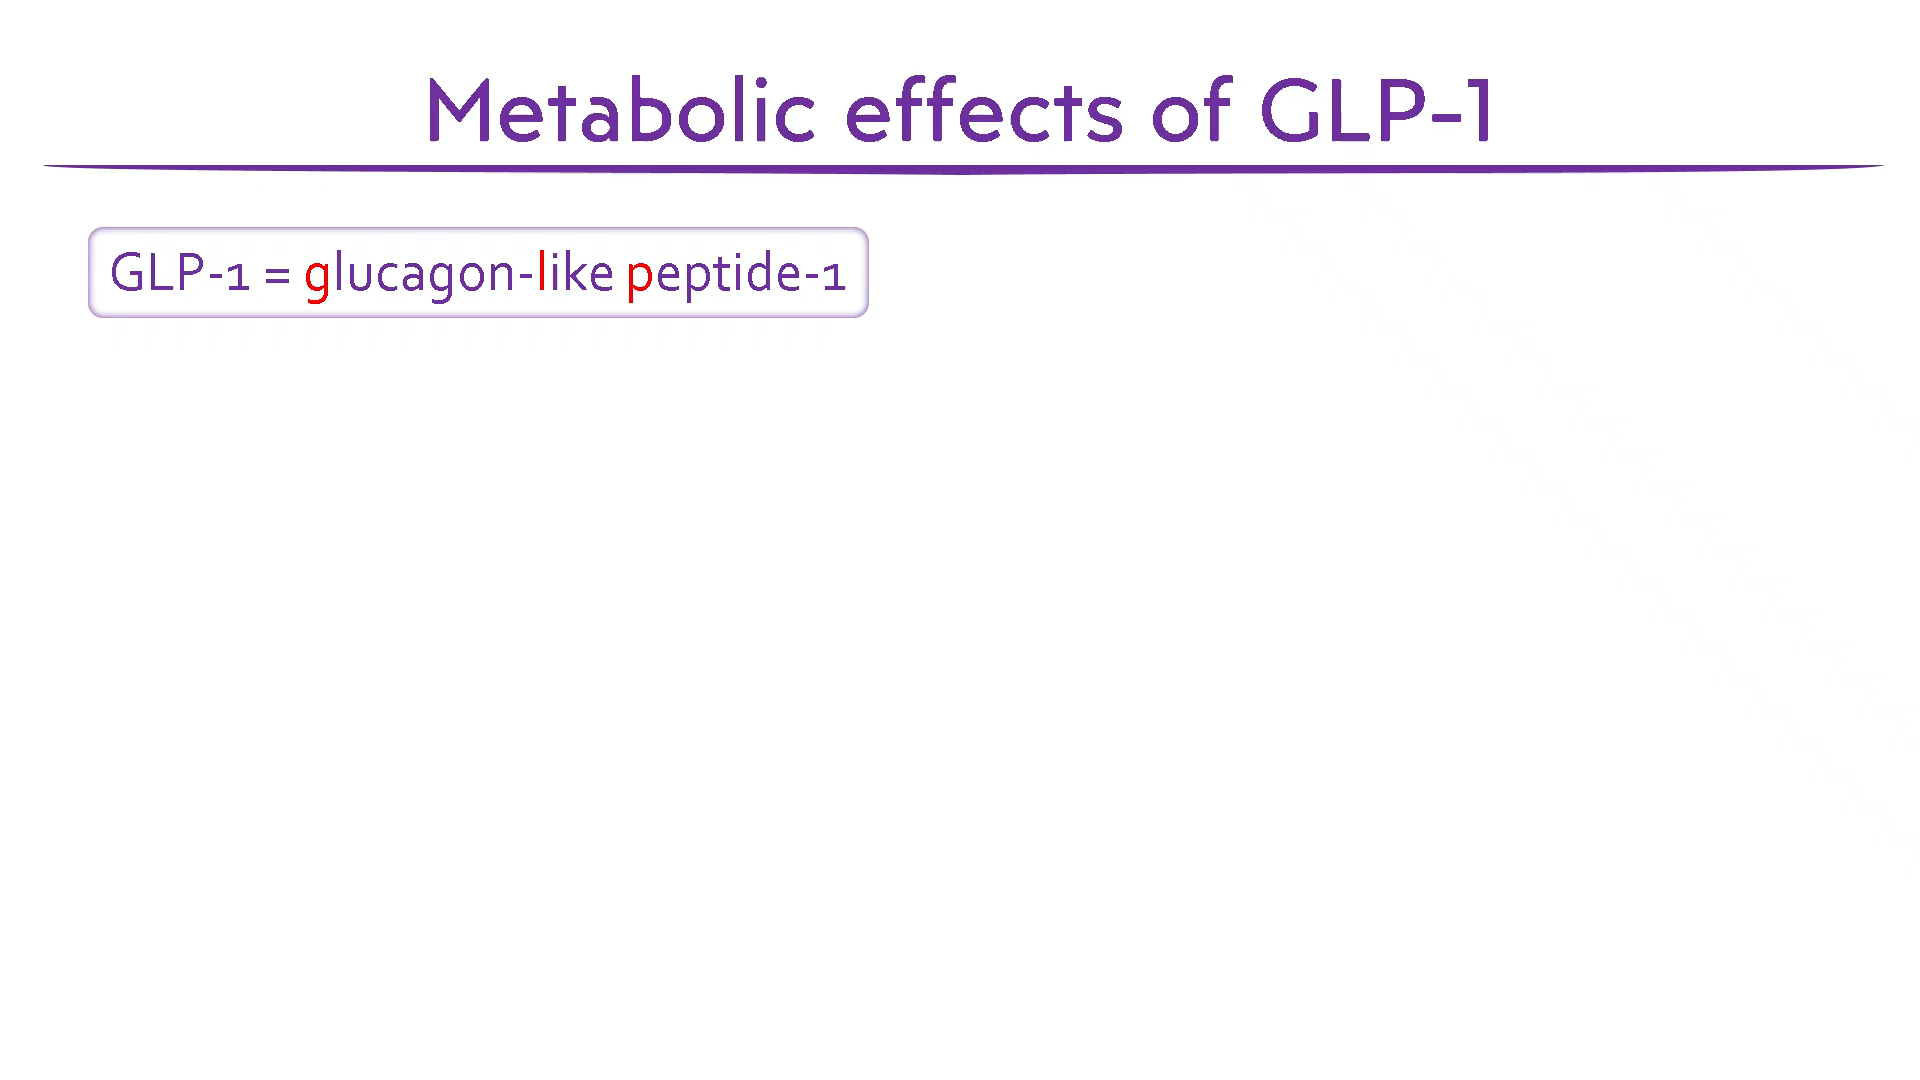 Metabolic effects of GLP-1
GLP-1 = glucagon-like peptide-1